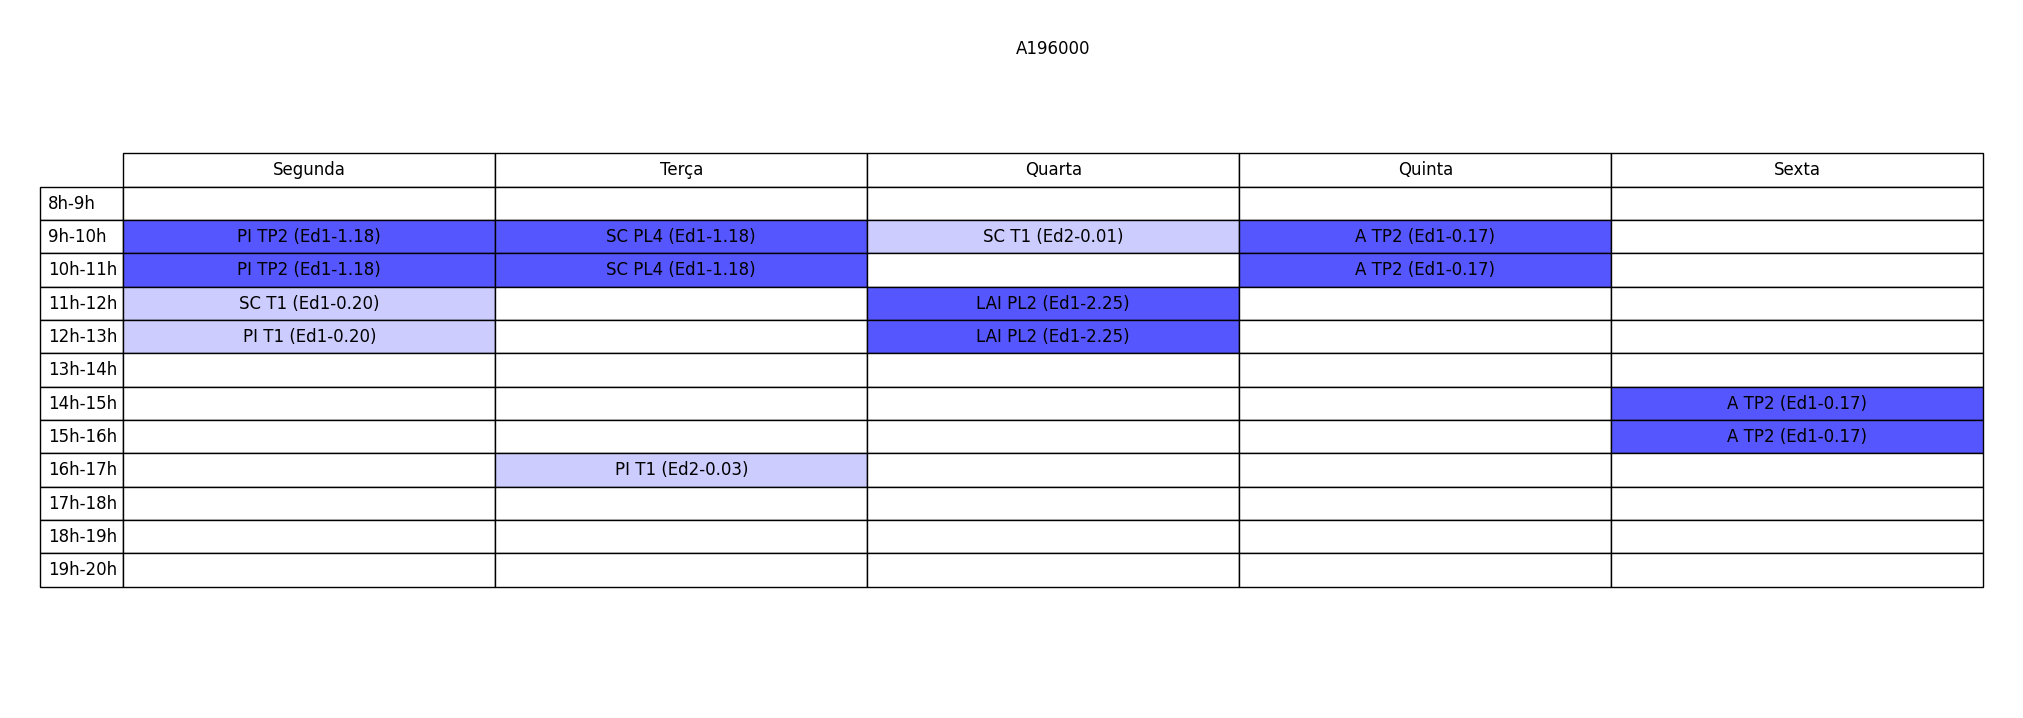 A196000
Segunda Terça Quarta Quinta Sexta
8h-9h
9h-10h PI TP2 (Ed1-1.18) SC PL4 (Ed1-1.18) SC T1 (Ed2-0.01) A TP2 (Ed1-0.17)
10h-11h PI TP2 (Ed1-1.18) SC PL4 (Ed1-1.18) A TP2 (Ed1-0.17)
11h-12h SC T1 (Ed1-0.20) LAI PL2 (Ed1-2.25)
12h-13h PI T1 (Ed1-0.20) LAI PL2 (Ed1-2.25)
13h-14h
14h-15h A TP2 (Ed1-0.17)
15h-16h A TP2 (Ed1-0.17)
16h-17h PI T1 (Ed2-0.03)
17h-18h
18h-19h
19h-20h